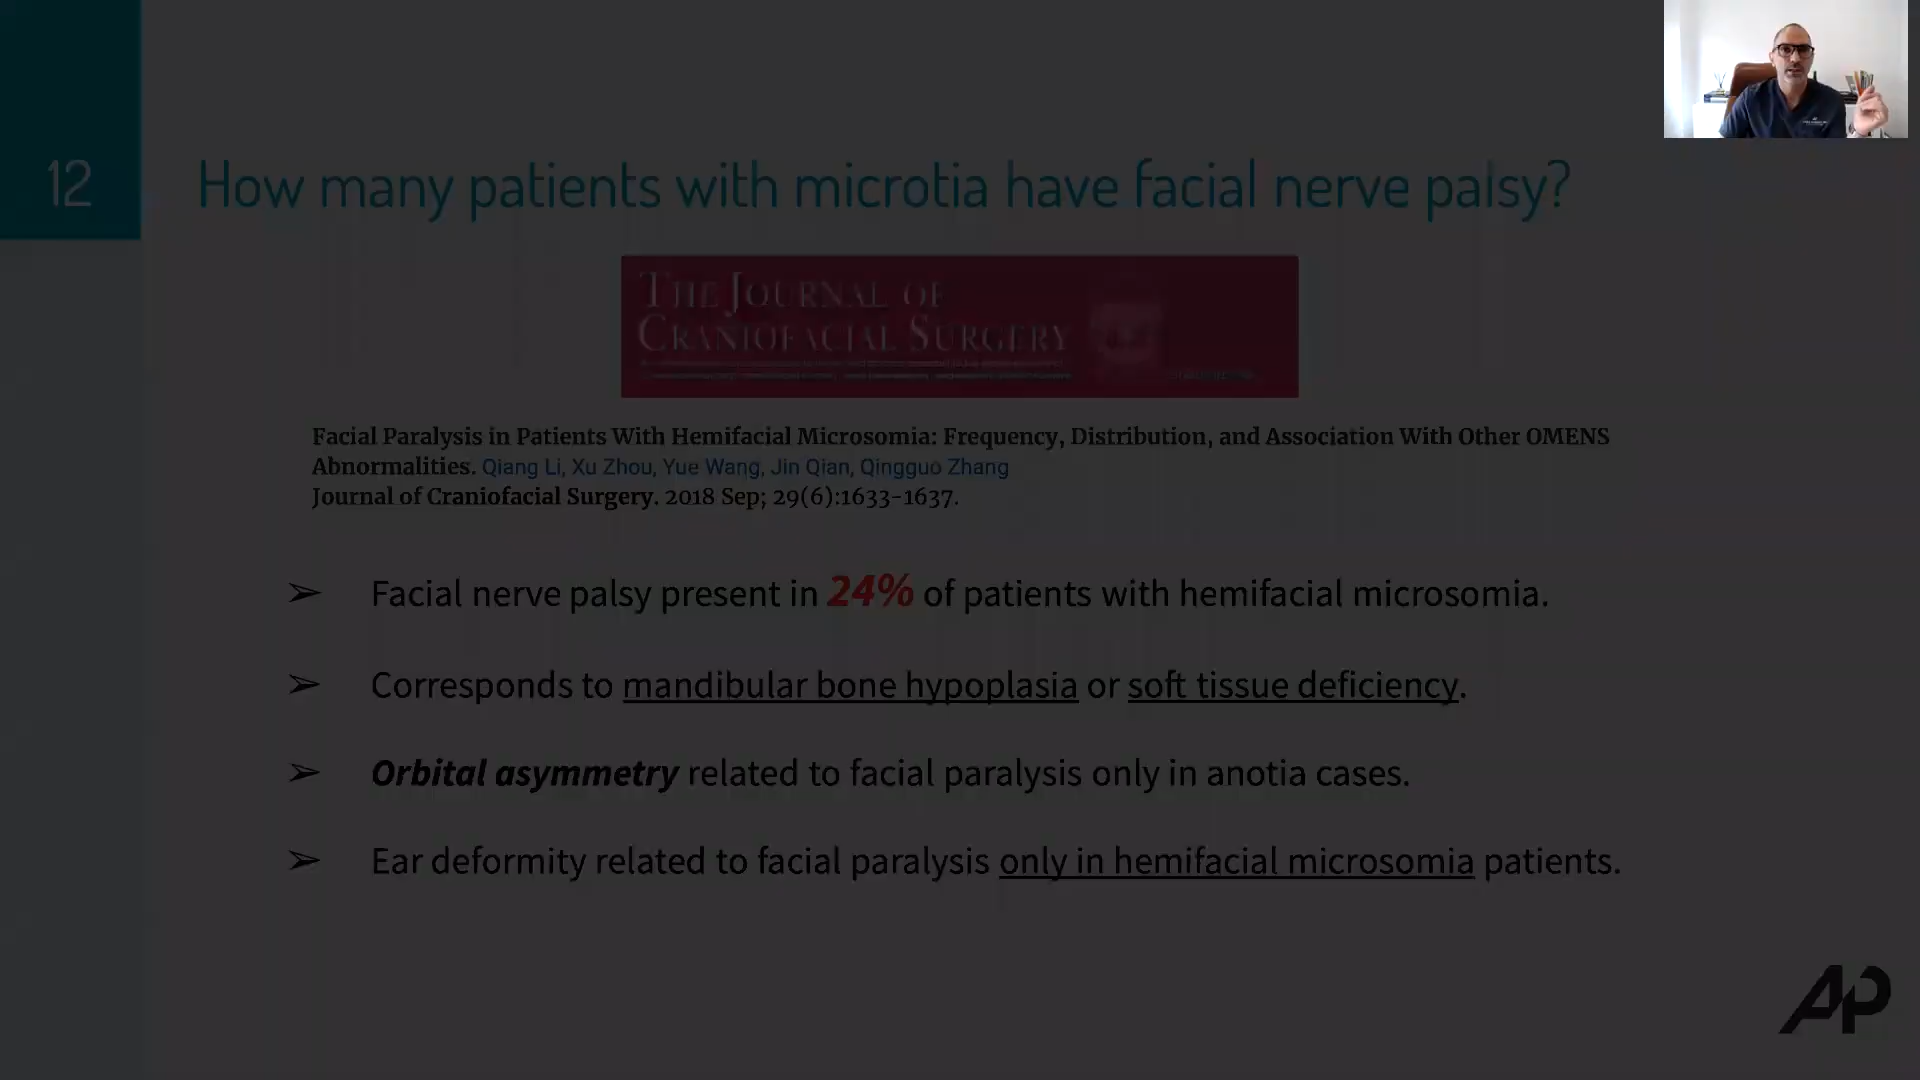 12
How many patients with microtia have facial nerve palsy?
THE JOURNAL OF
CRANIOFACIAL SURGERY
Facial Paralysis in Patients With Hemifacial Microsomia: Frequency, Distribution, and Association With Other OMENS
Abnormalities. Qiang Li, Xu Zhou, Yue Wang, Jin Qian, Qingguo Zhang
Journal of Craniofacial Surgery. 2018 Sep; 29(6):1633-1637.
➢ Facial nerve palsy present in 24% of patients with hemifacial microsomia.
➢ Corresponds to mandibular bone hypoplasia or soft tissue deficiency.
➢ Orbital asymmetry related to facial paralysis only in anotia cases.
➢ Ear deformity related to facial paralysis only in hemifacial microsomia patients.
AP